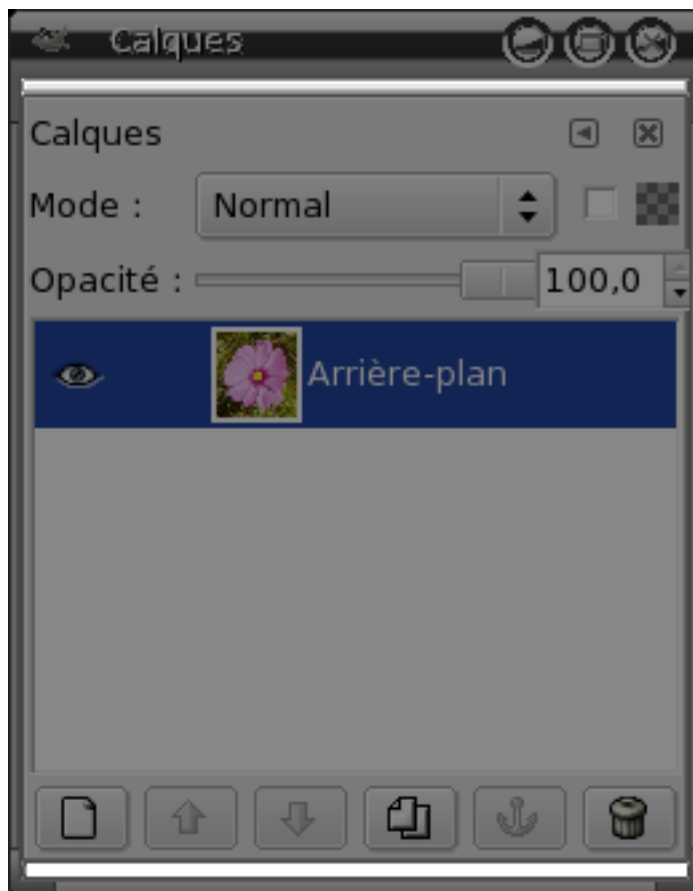 Calques
Calques
Mode : Normal
Opacité : 100,0
Arrière-plan